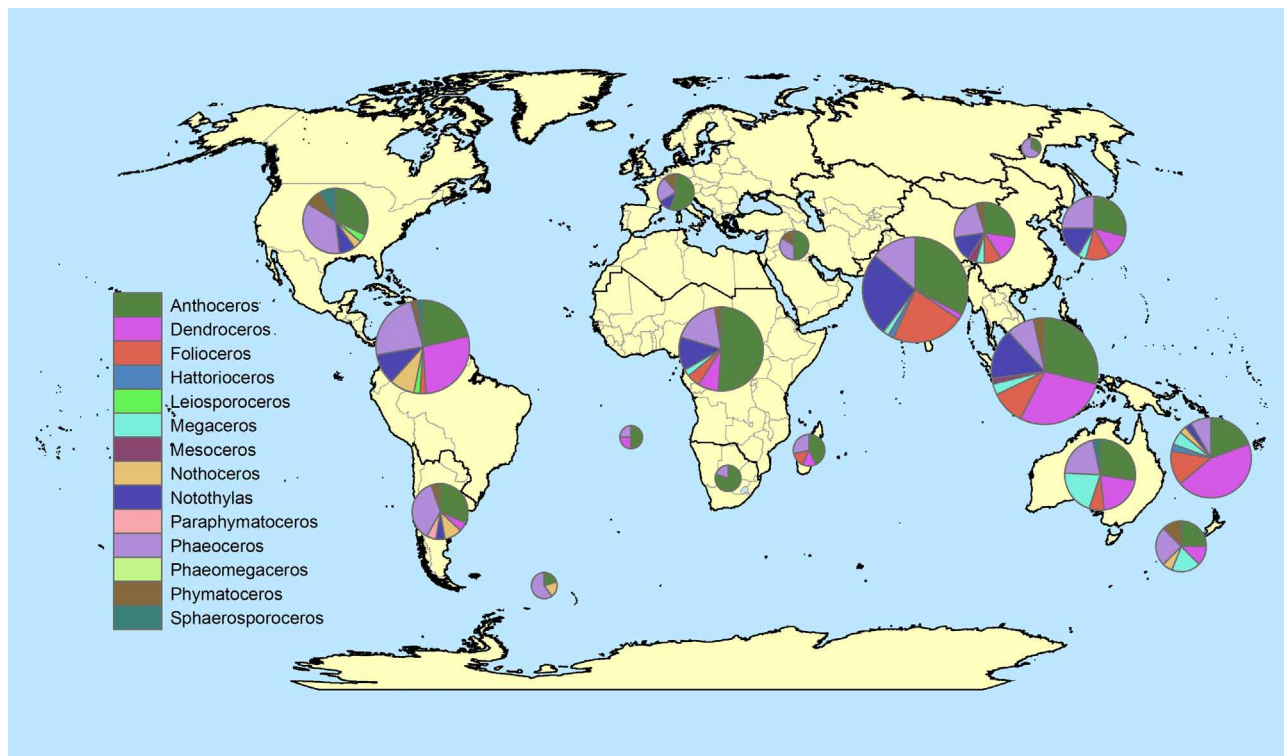 Anthoceros
Dendroceros
Folioceros
Hattorioceros
Leiosporoceros
Megaceros
Mesoceros
Nothoceros
Notothylas
Paraphymatoceros
Phaeoceros
Phaeomegaceros
Phymatoceros
Sphaerosporoceros